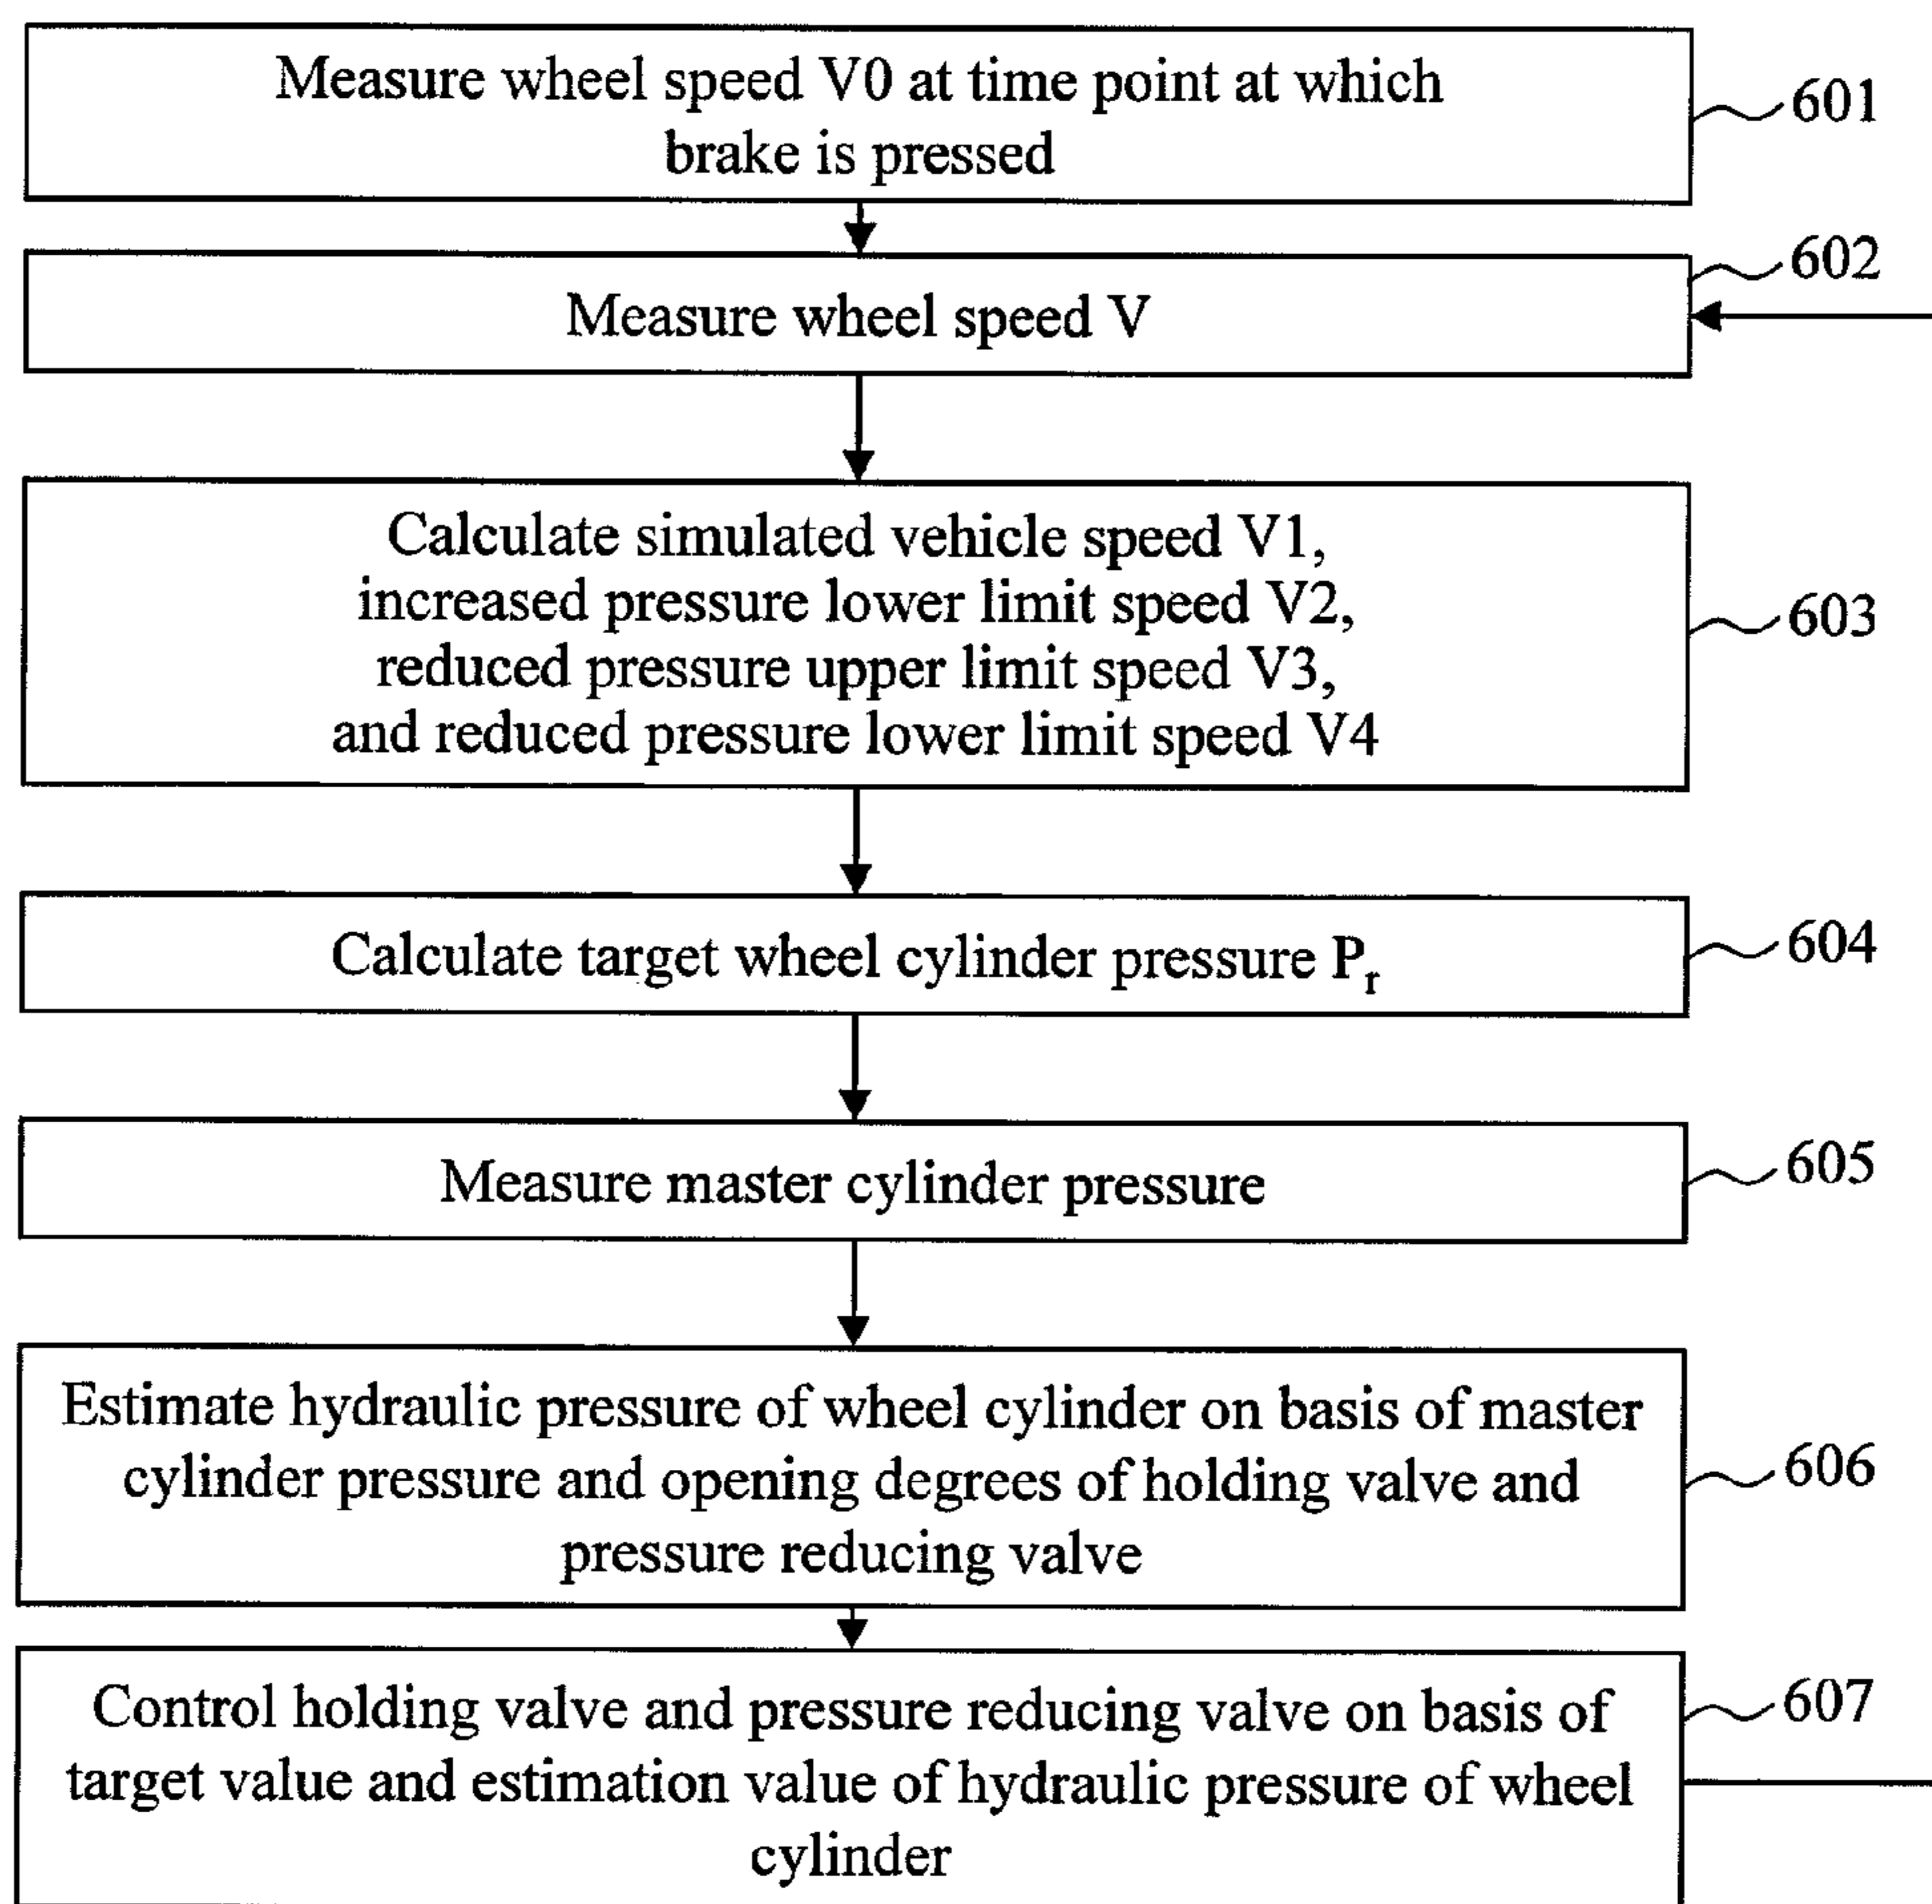 Measure wheel speed V0 at time point at which
brake is pressed
601
602
Measure wheel speed V
Calculate simulated vehicle speed V1,
increased pressure lower limit speed V2,
603
reduced pressure upper limit speed V3,
and reduced pressure lower limit speed V4
Calculate target wheel cylinder pressure Pr
604
Measure master cylinder pressure
605
Estimate hydraulic pressure of wheel cylinder on basis of master
cylinder pressure and opening degrees of holding valve and
606
pressure reducing valve
Control holding valve and pressure reducing valve on basis of
607
target value and estimation value of hydraulic pressure of wheel
cylinder